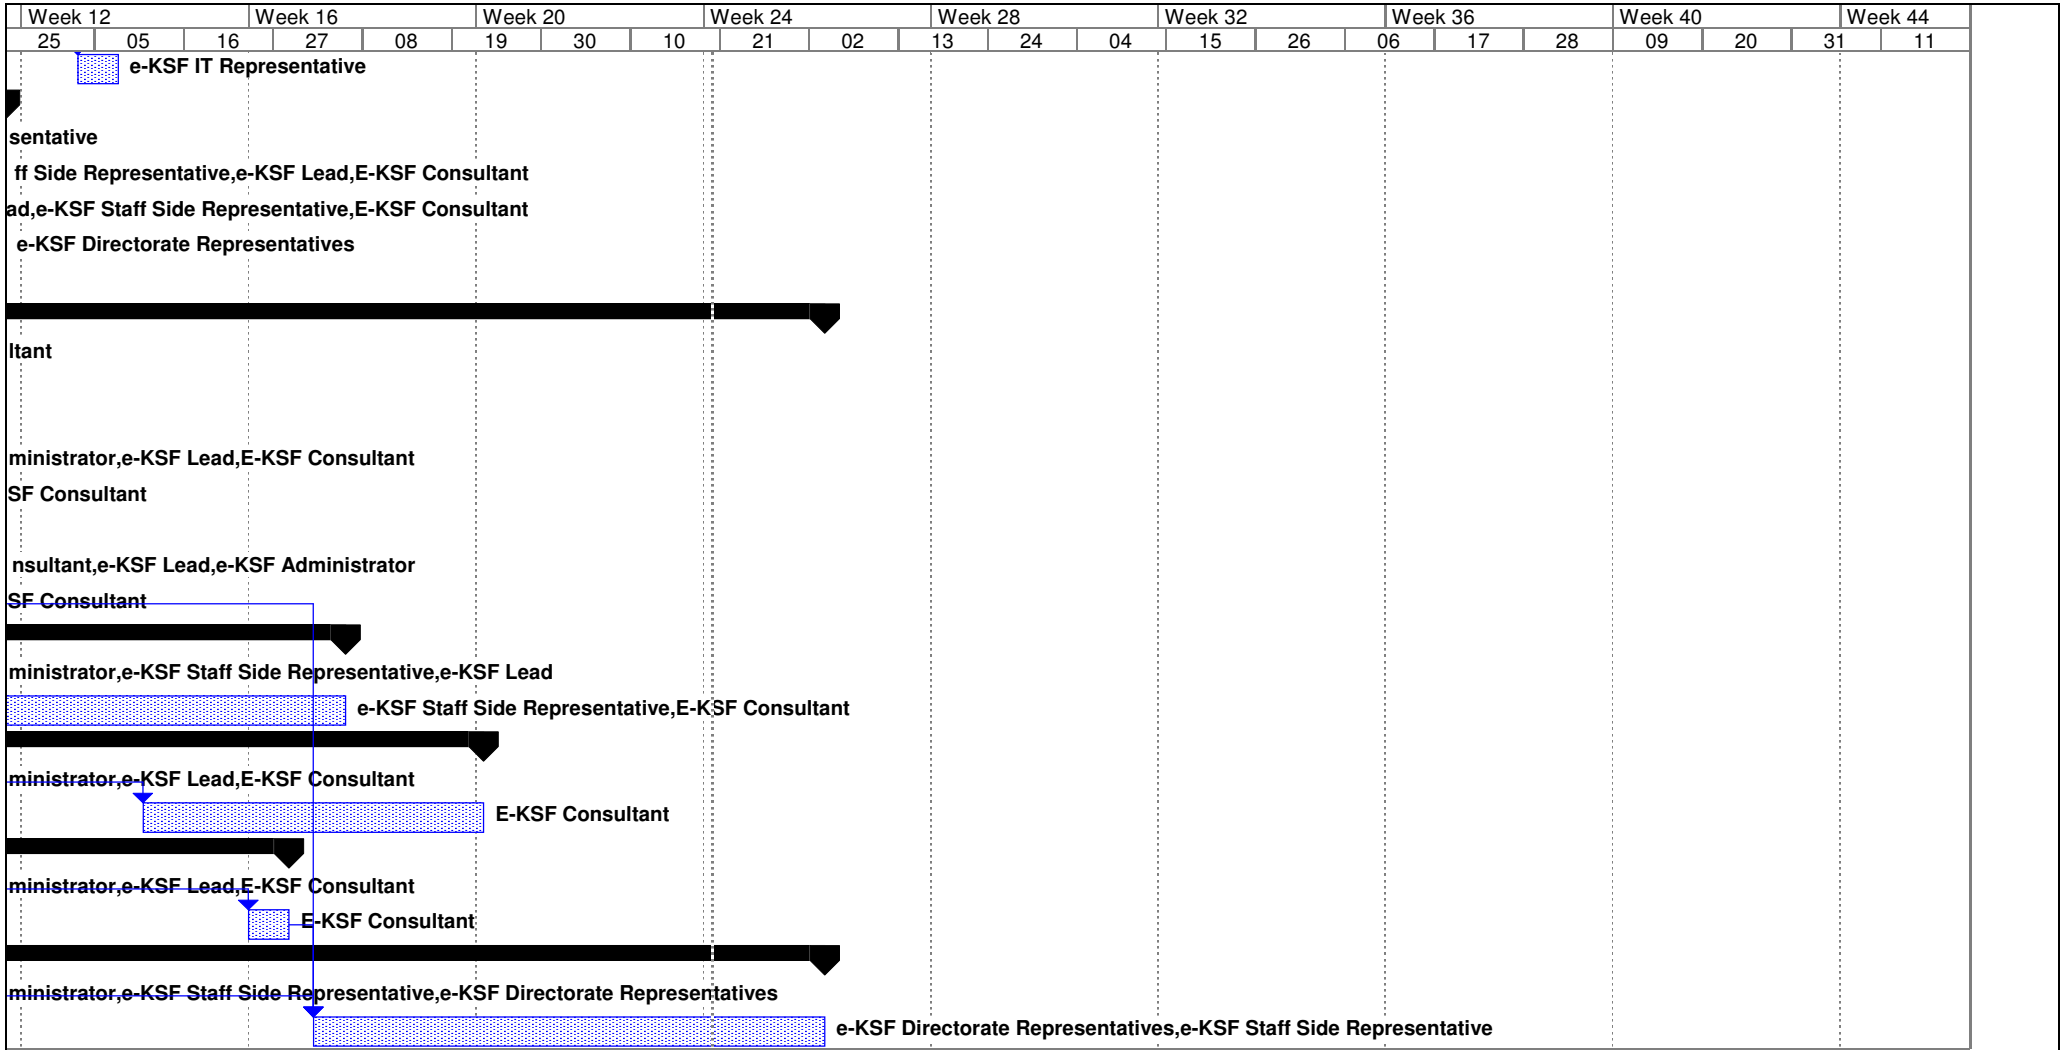 Week 12 Week 16 Week 20 Week 24 Week 28 Week 32 Week 36 Week 40 Week 44
25 05 16 27 08 19 30 10 21 02 13 24 04 15 26 06 17 28 09 20 31 11
e-KSF IT Representative
sentative
ff Side Representative,e-KSF Lead,E-KSF Consultant
ad,e-KSF Staff Side Representative,E-KSF Consultant
e-KSF Directorate Representatives
ltant
ministrator,e-KSF Lead,E-KSF Consultant
SF Consultant
nsultant,e-KSF Lead,e-KSF Administrator
SF Consultant
ministrator,e-KSF Staff Side Representative,e-KSF Lead
e-KSF Staff Side Representative,E-KSF Consultant
ministrator,e-KSF Lead,E-KSF Consultant
E-KSF Consultant
ministrator,e-KSF Lead,E-KSF Consultant
E-KSF Consultant
ministrator,e-KSF Staff Side Representative,e-KSF Directorate Representatives
e-KSF Directorate Representatives,e-KSF Staff Side Representative